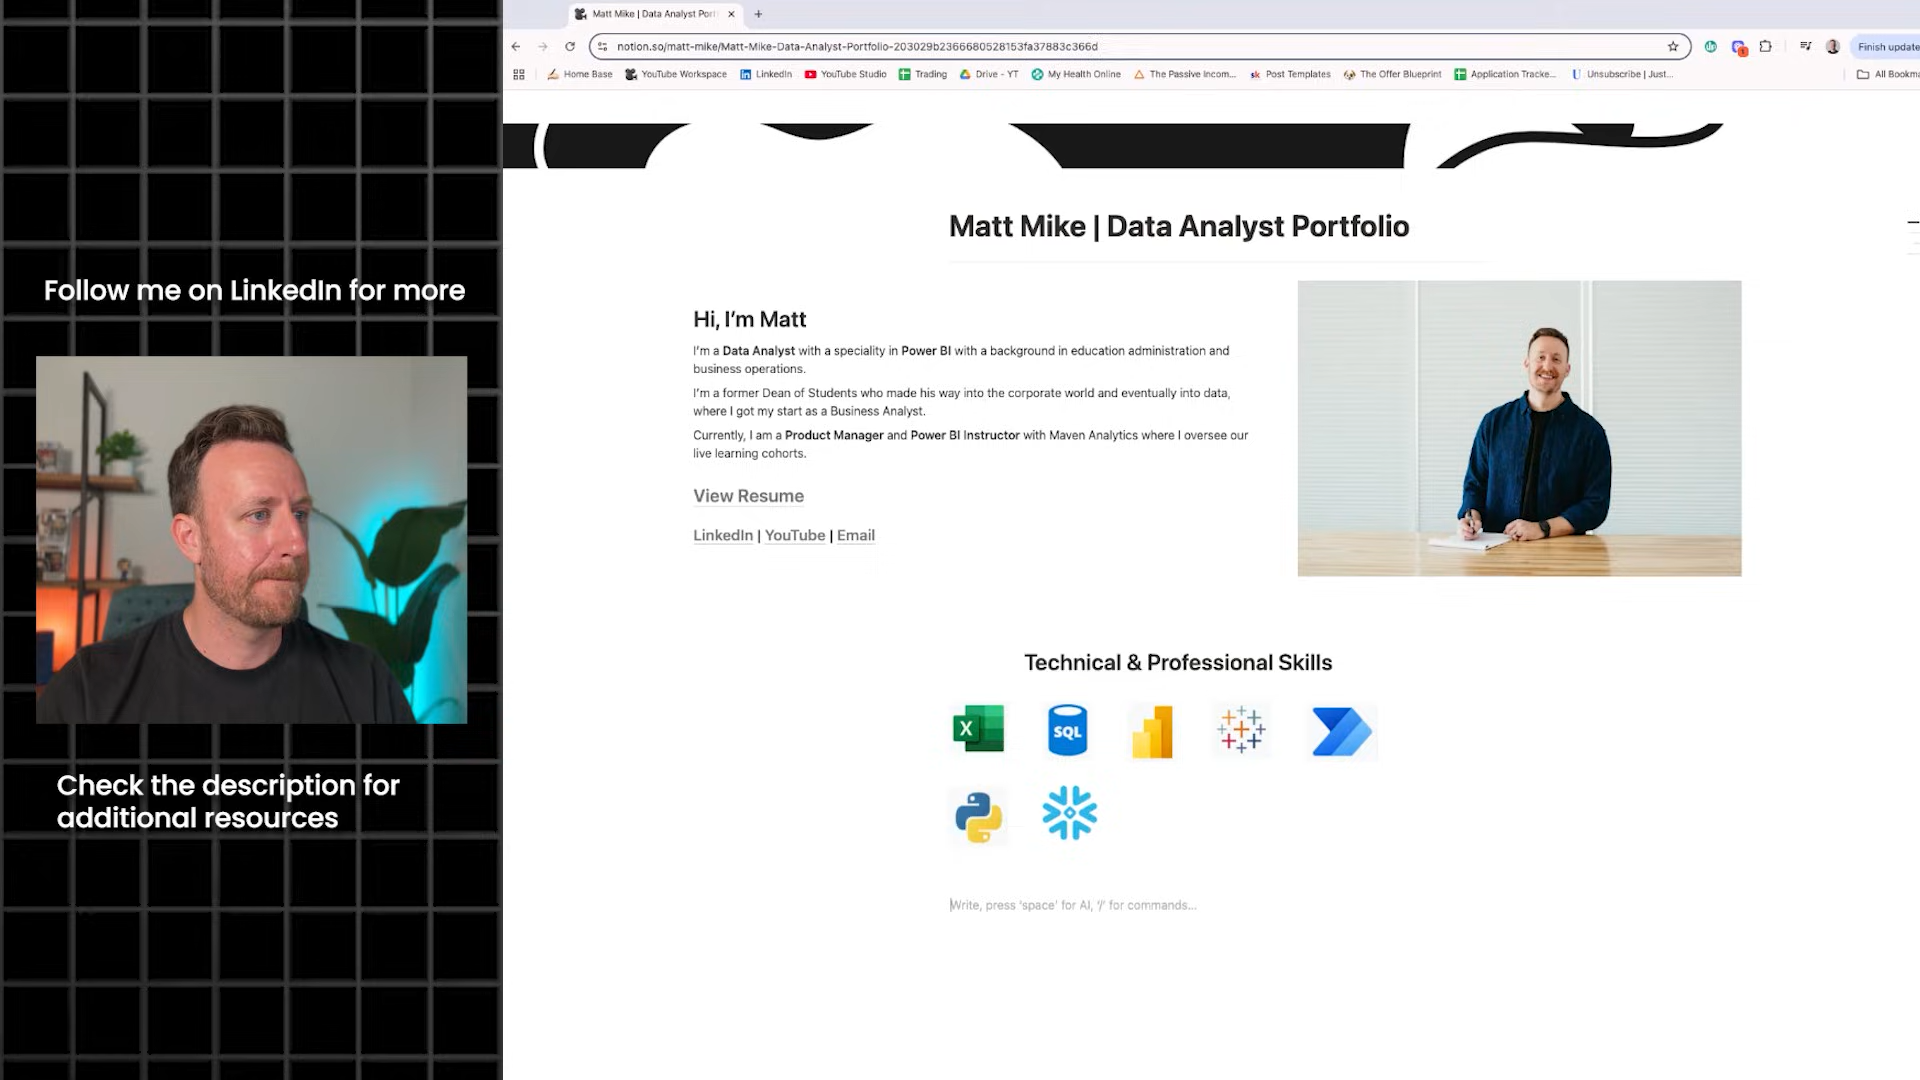 Matt Mike | Data Analyst Port
notion.so/matt-mike/Matt-Mike-Data-Analyst-Portfolio-203029b2366680528153fa37883c366d
Finish update
Home Base
YouTube Workspace
LinkedIn
YouTube Studio
Trading
Drive - YT
My Health Online
The Passive Incom...
sk Post Templates
The Offer Blueprint
Application Tracke...
U Unsubscribe | Just...
All Bookma
Matt Mike | Data Analyst Portfolio
Hi, I'm Matt
I'm a Data Analyst with a speciality in Power BI with a background in education administration and
business operations.
I'm a former Dean of Students who made his way into the corporate world and eventually into data,
where I got my start as a Business Analyst.
Currently, I am a Product Manager and Power BI Instructor with Maven Analytics where I oversee our
live learning cohorts.
View Resume
LinkedIn | YouTube | Email
Technical & Professional Skills
X
SQL
Write, press 'space' for AI, '/' for commands...
Follow me on LinkedIn for more
Check the description for
additional resources